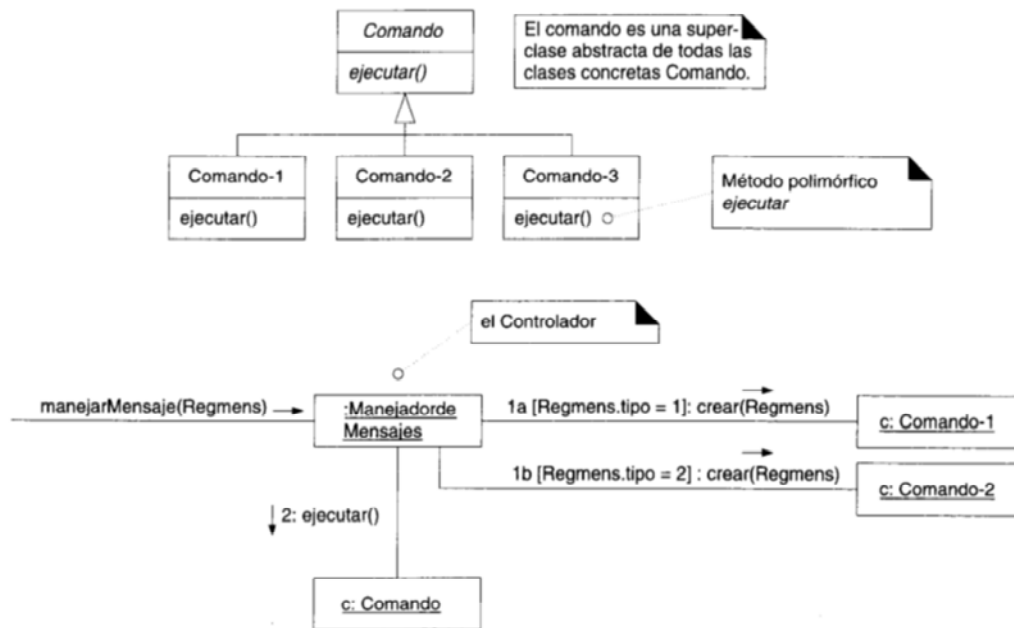 Comando
ejecutar()
El comando es una super-
clase abstracta de todas las
clases concretas Comando.
Comando-1
ejecutar()
Comando-2
ejecutar()
Comando-3
ejecutar()
Método polimórfico
ejecutar
el Controlador
manejarMensaje(Regmens)
:Manejadorde
Mensajes
1a [Regmens.tipo = 1]: crear(Regmens)
c: Comando-1
1b [Regmens.tipo = 2] : crear(Regmens)
c: Comando-2
2: ejecutar()
c: Comando